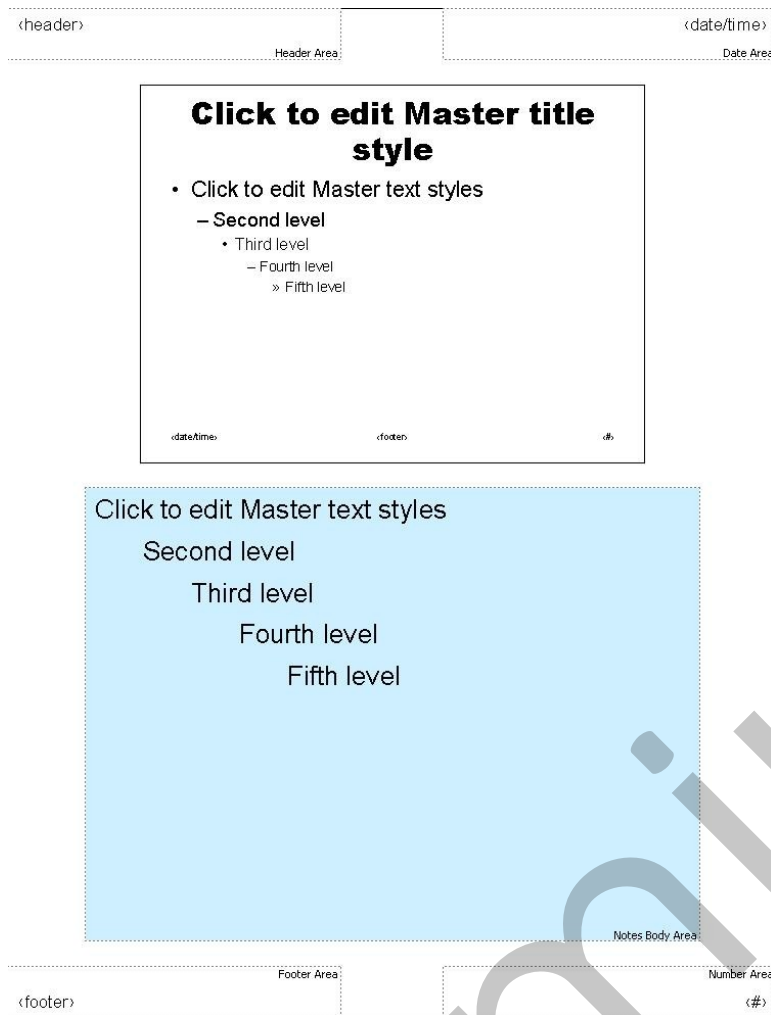 ‹header›
‹date/time›
Header Area
Date Area
Click to edit Master title
style
• Click to edit Master text styles
– Second level
• Third level
– Fourth level
» Fifth level
‹date/time› ‹footer› ‹#›
Click to edit Master text styles
Second level
Third level
Fourth level
Fifth level
Notes Body Area
Footer Area
Number Area
‹footer›
‹#›